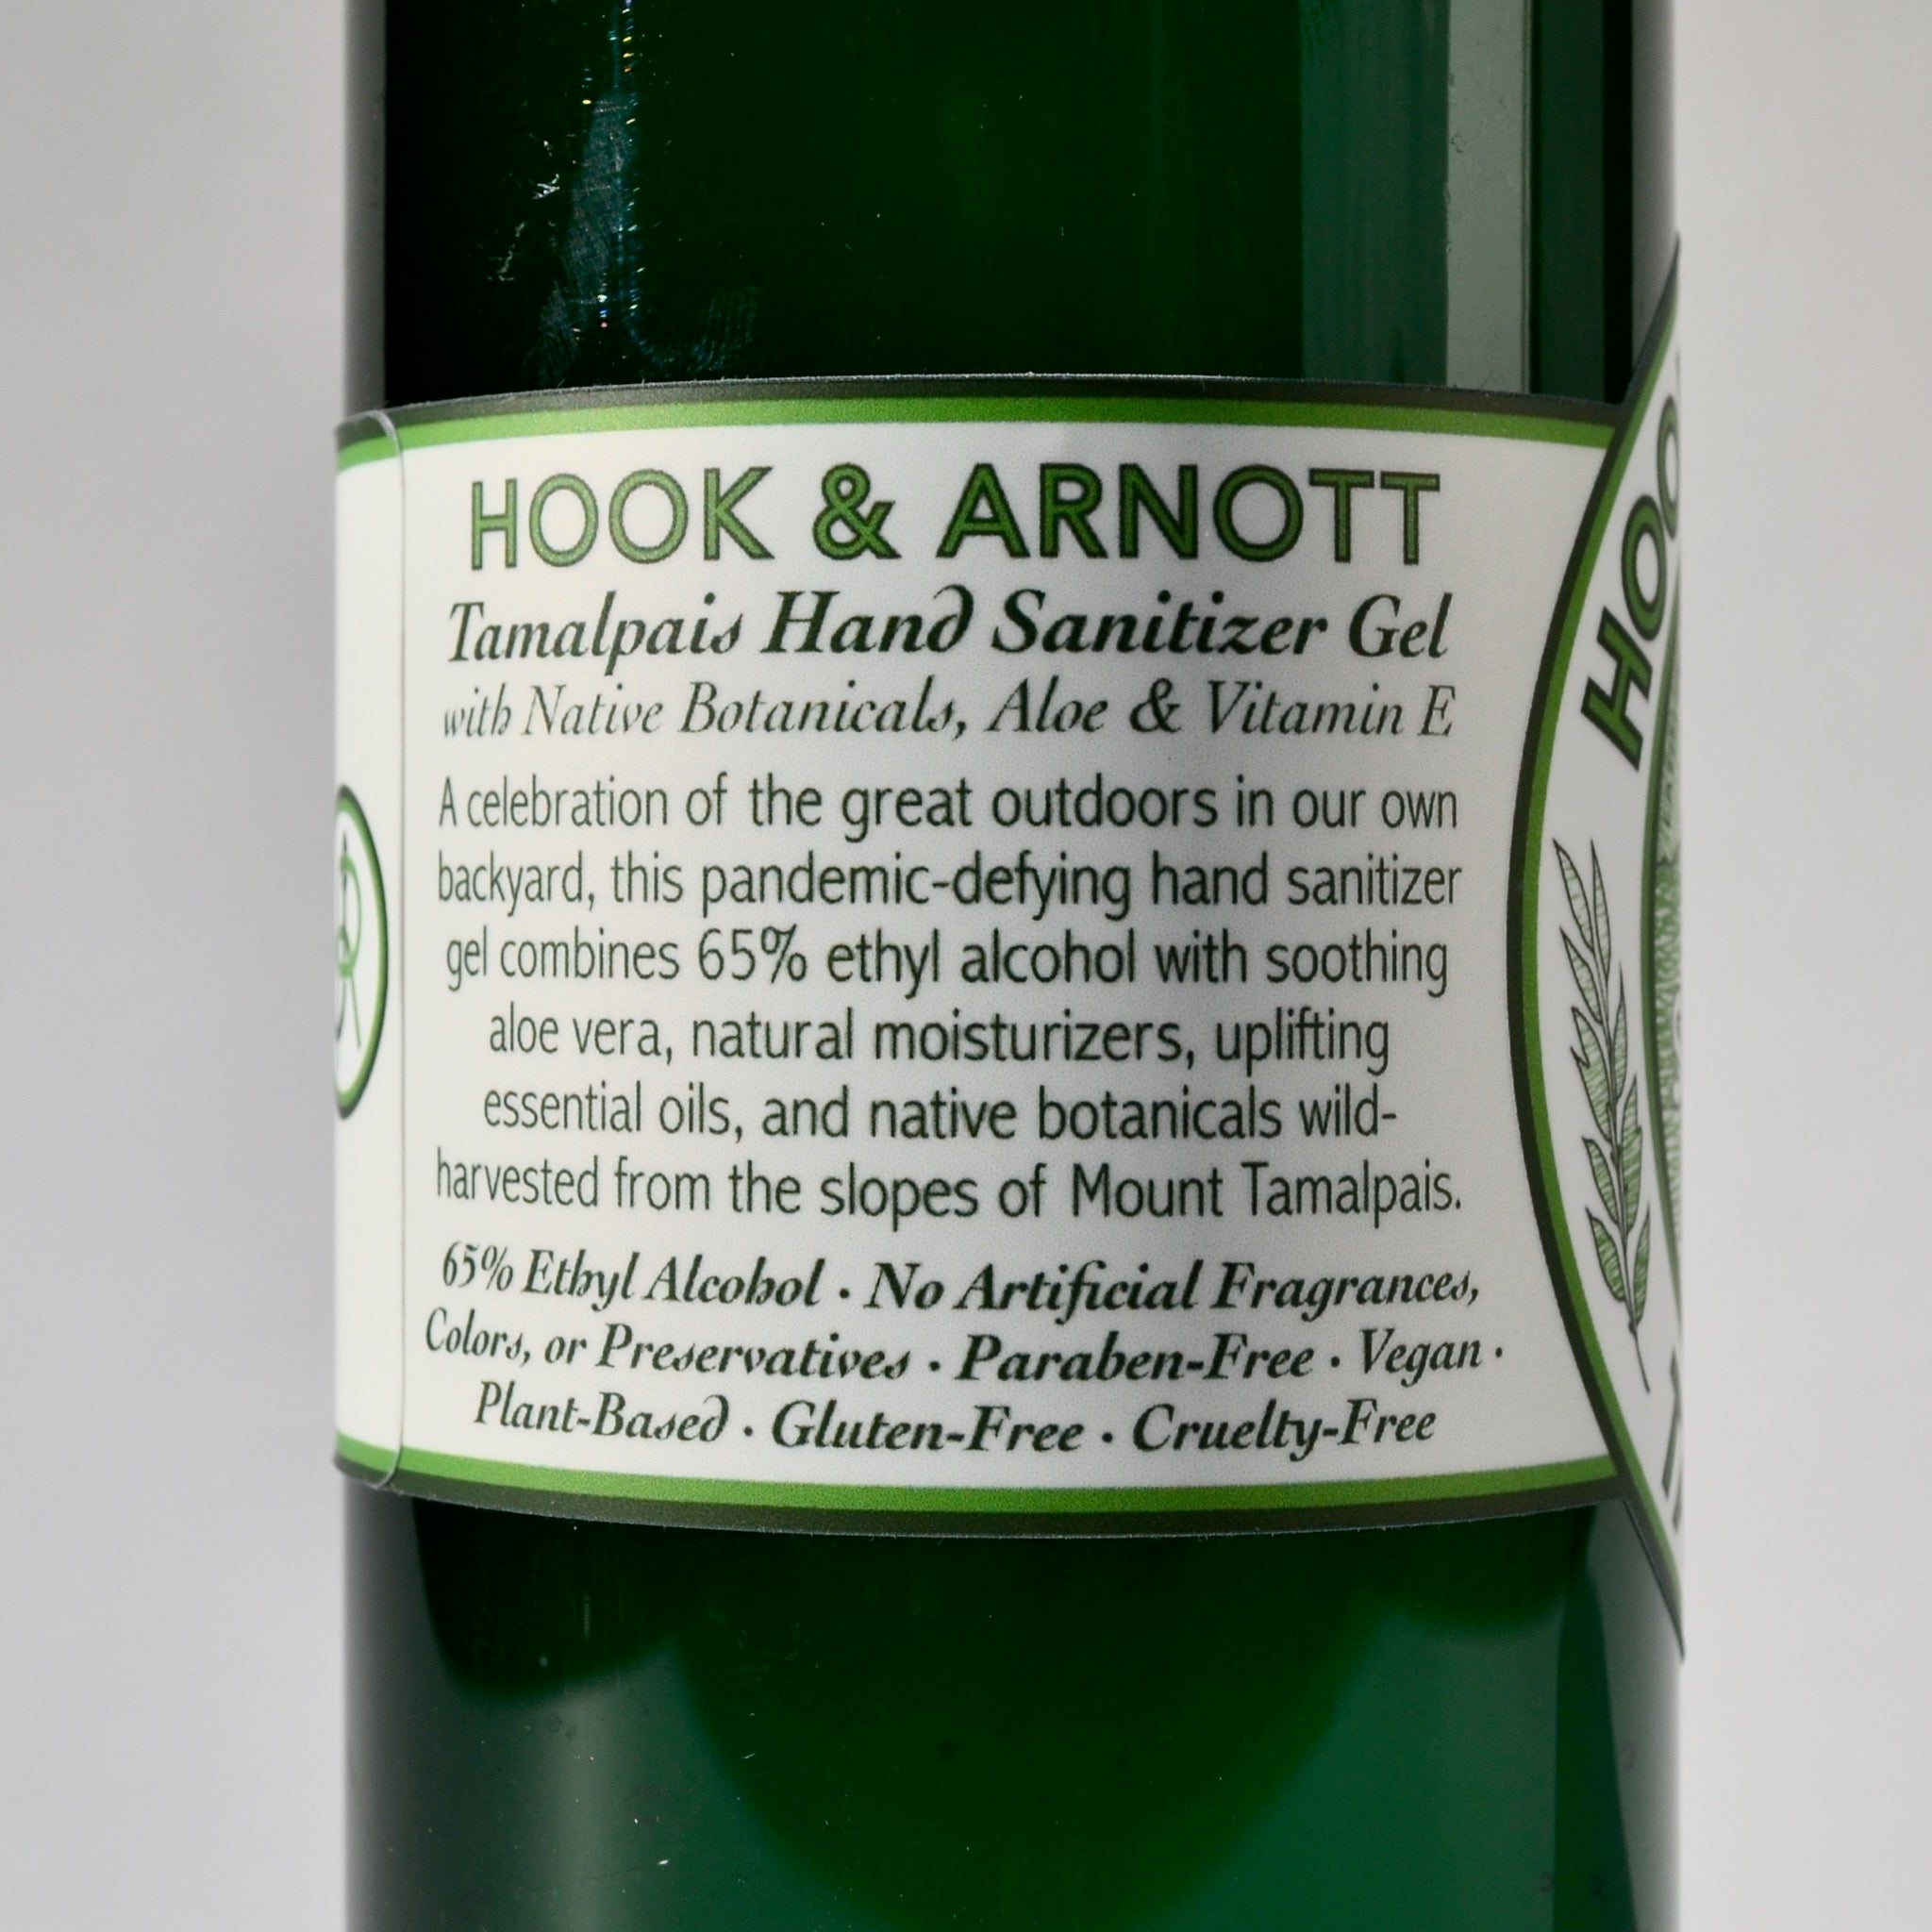 HOOK & ARNOTT
Tamalpais Hand Sanitizer Gel
with Native Botanicals, Aloe & Vitamin E
A celebration of the great outdoors in our own
backyard, this pandemic-defying hand sanitizer
gel combines 65% ethyl alcohol with soothing
aloe vera, natural moisturizers, uplifting
essential oils, and native botanicals wild-
harvested from the slopes of Mount Tamalpais.
65% Ethyl Alcohol · No Artificial Fragrances,
Colors, or Preservatives · Paraben-Free · Vegan ·
Plant-Based · Gluten-Free · Cruelty-Free
HOO